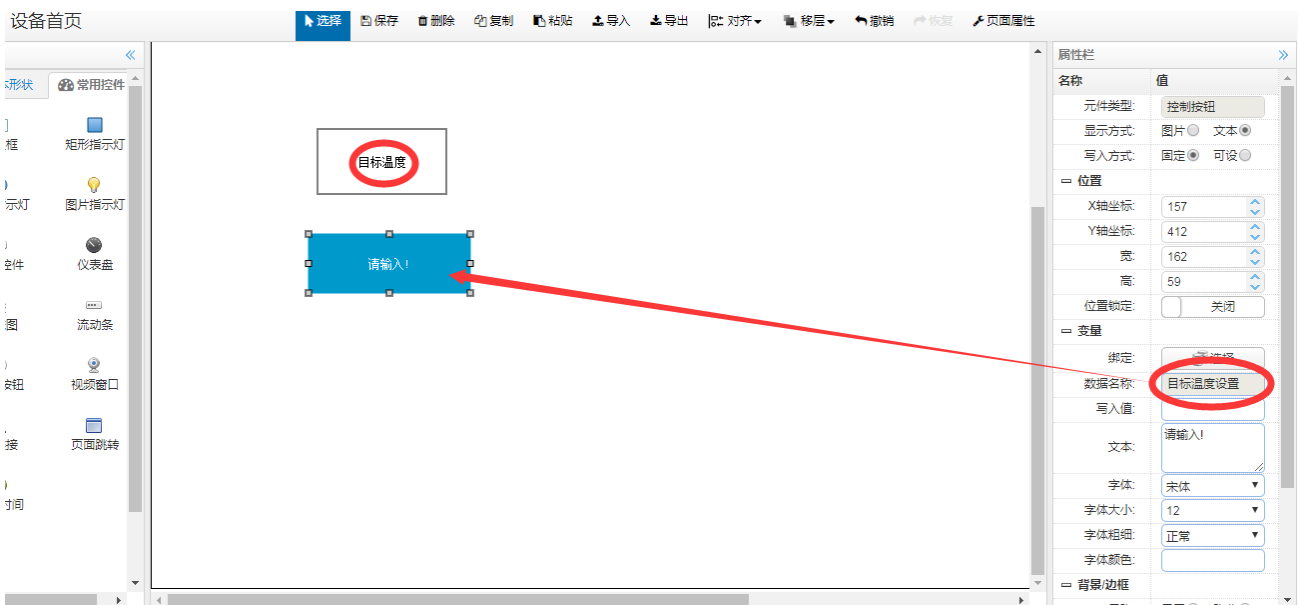 设备首页
选择 保存 删除 复制 粘贴 导入 导出 对齐 移层 撤销 恢复 页面属性
形状 常用控件
框 矩形指示灯
示灯 图片指示灯
控件 仪表盘
图 流动条
按钮 视频窗口
接 页面跳转
时间
目标温度
请输入!
属性栏
名称 值
元件类型: 控制按钮
显示方式: 图片 文本
写入方式: 固定 可设
位置
X轴坐标: 157
Y轴坐标: 412
宽: 162
高: 59
位置锁定: 关闭
变量
绑定: 选择
数据名称: 目标温度设置
写入值:
文本: 请输入!
字体: 宋体
字体大小: 12
字体粗细: 正常
字体颜色:
背景/边框